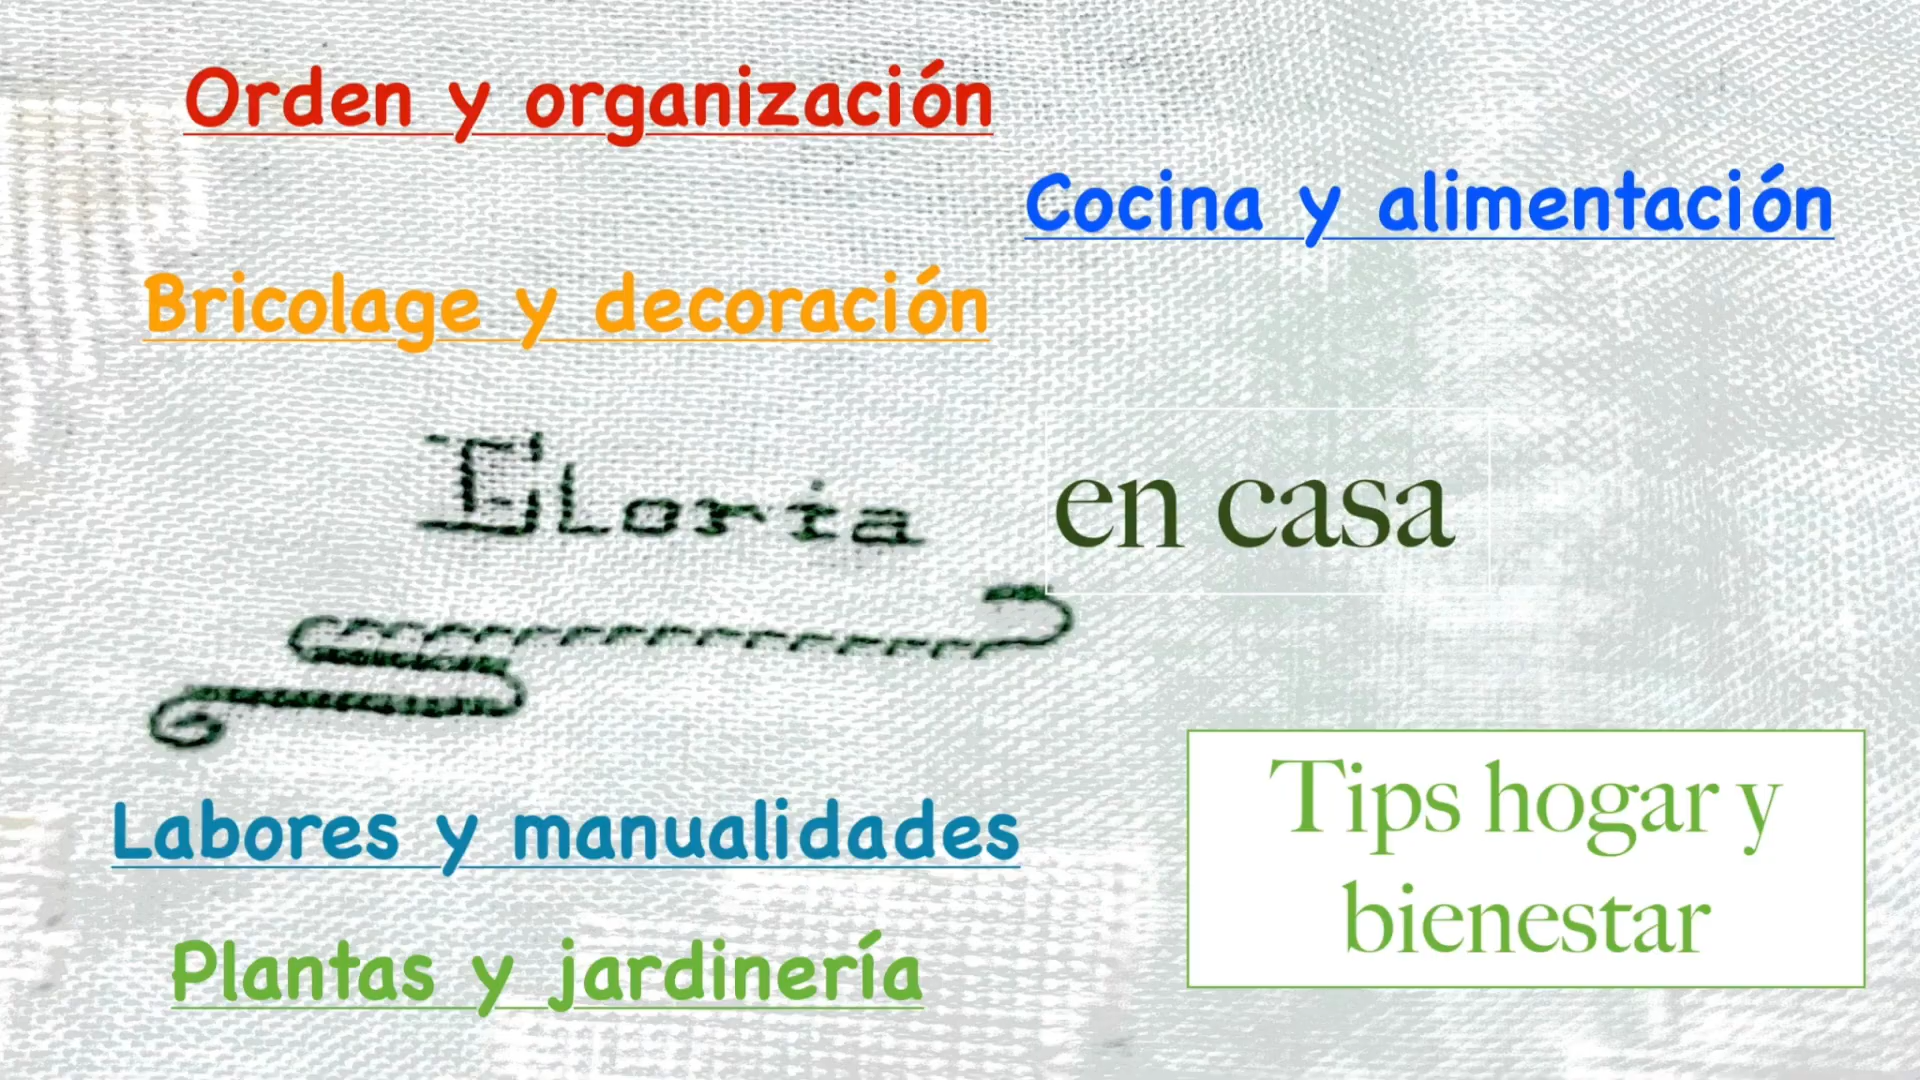 Orden y organización
Cocina y alimentación
Bricolage y decoración
Gloria en casa
Labores y manualidades
Tips hogar y
bienestar
Plantas y jardinería